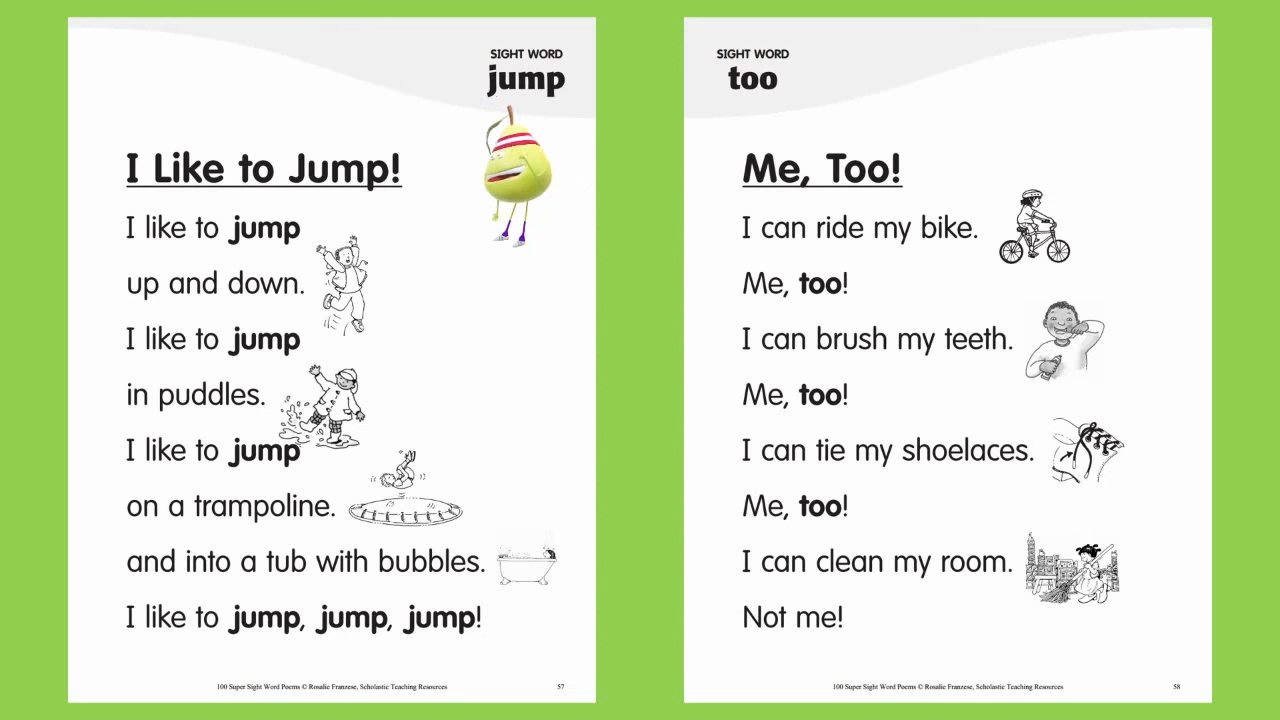 SIGHT WORD
jump
I Like to Jump!
I like to jump
up and down.
I like to jump
in puddles.
I like to jump
on a trampoline.
and into a tub with bubbles.
I like to jump, jump, jump!
100 Super Sight Word Poems © Rosalie Franzese, Scholastic Teaching Resources
57
SIGHT WORD
too
Me, Too!
I can ride my bike.
Me, too!
I can brush my teeth.
Me, too!
I can tie my shoelaces.
Me, too!
I can clean my room.
Not me!
100 Super Sight Word Poems © Rosalie Franzese, Scholastic Teaching Resources
58